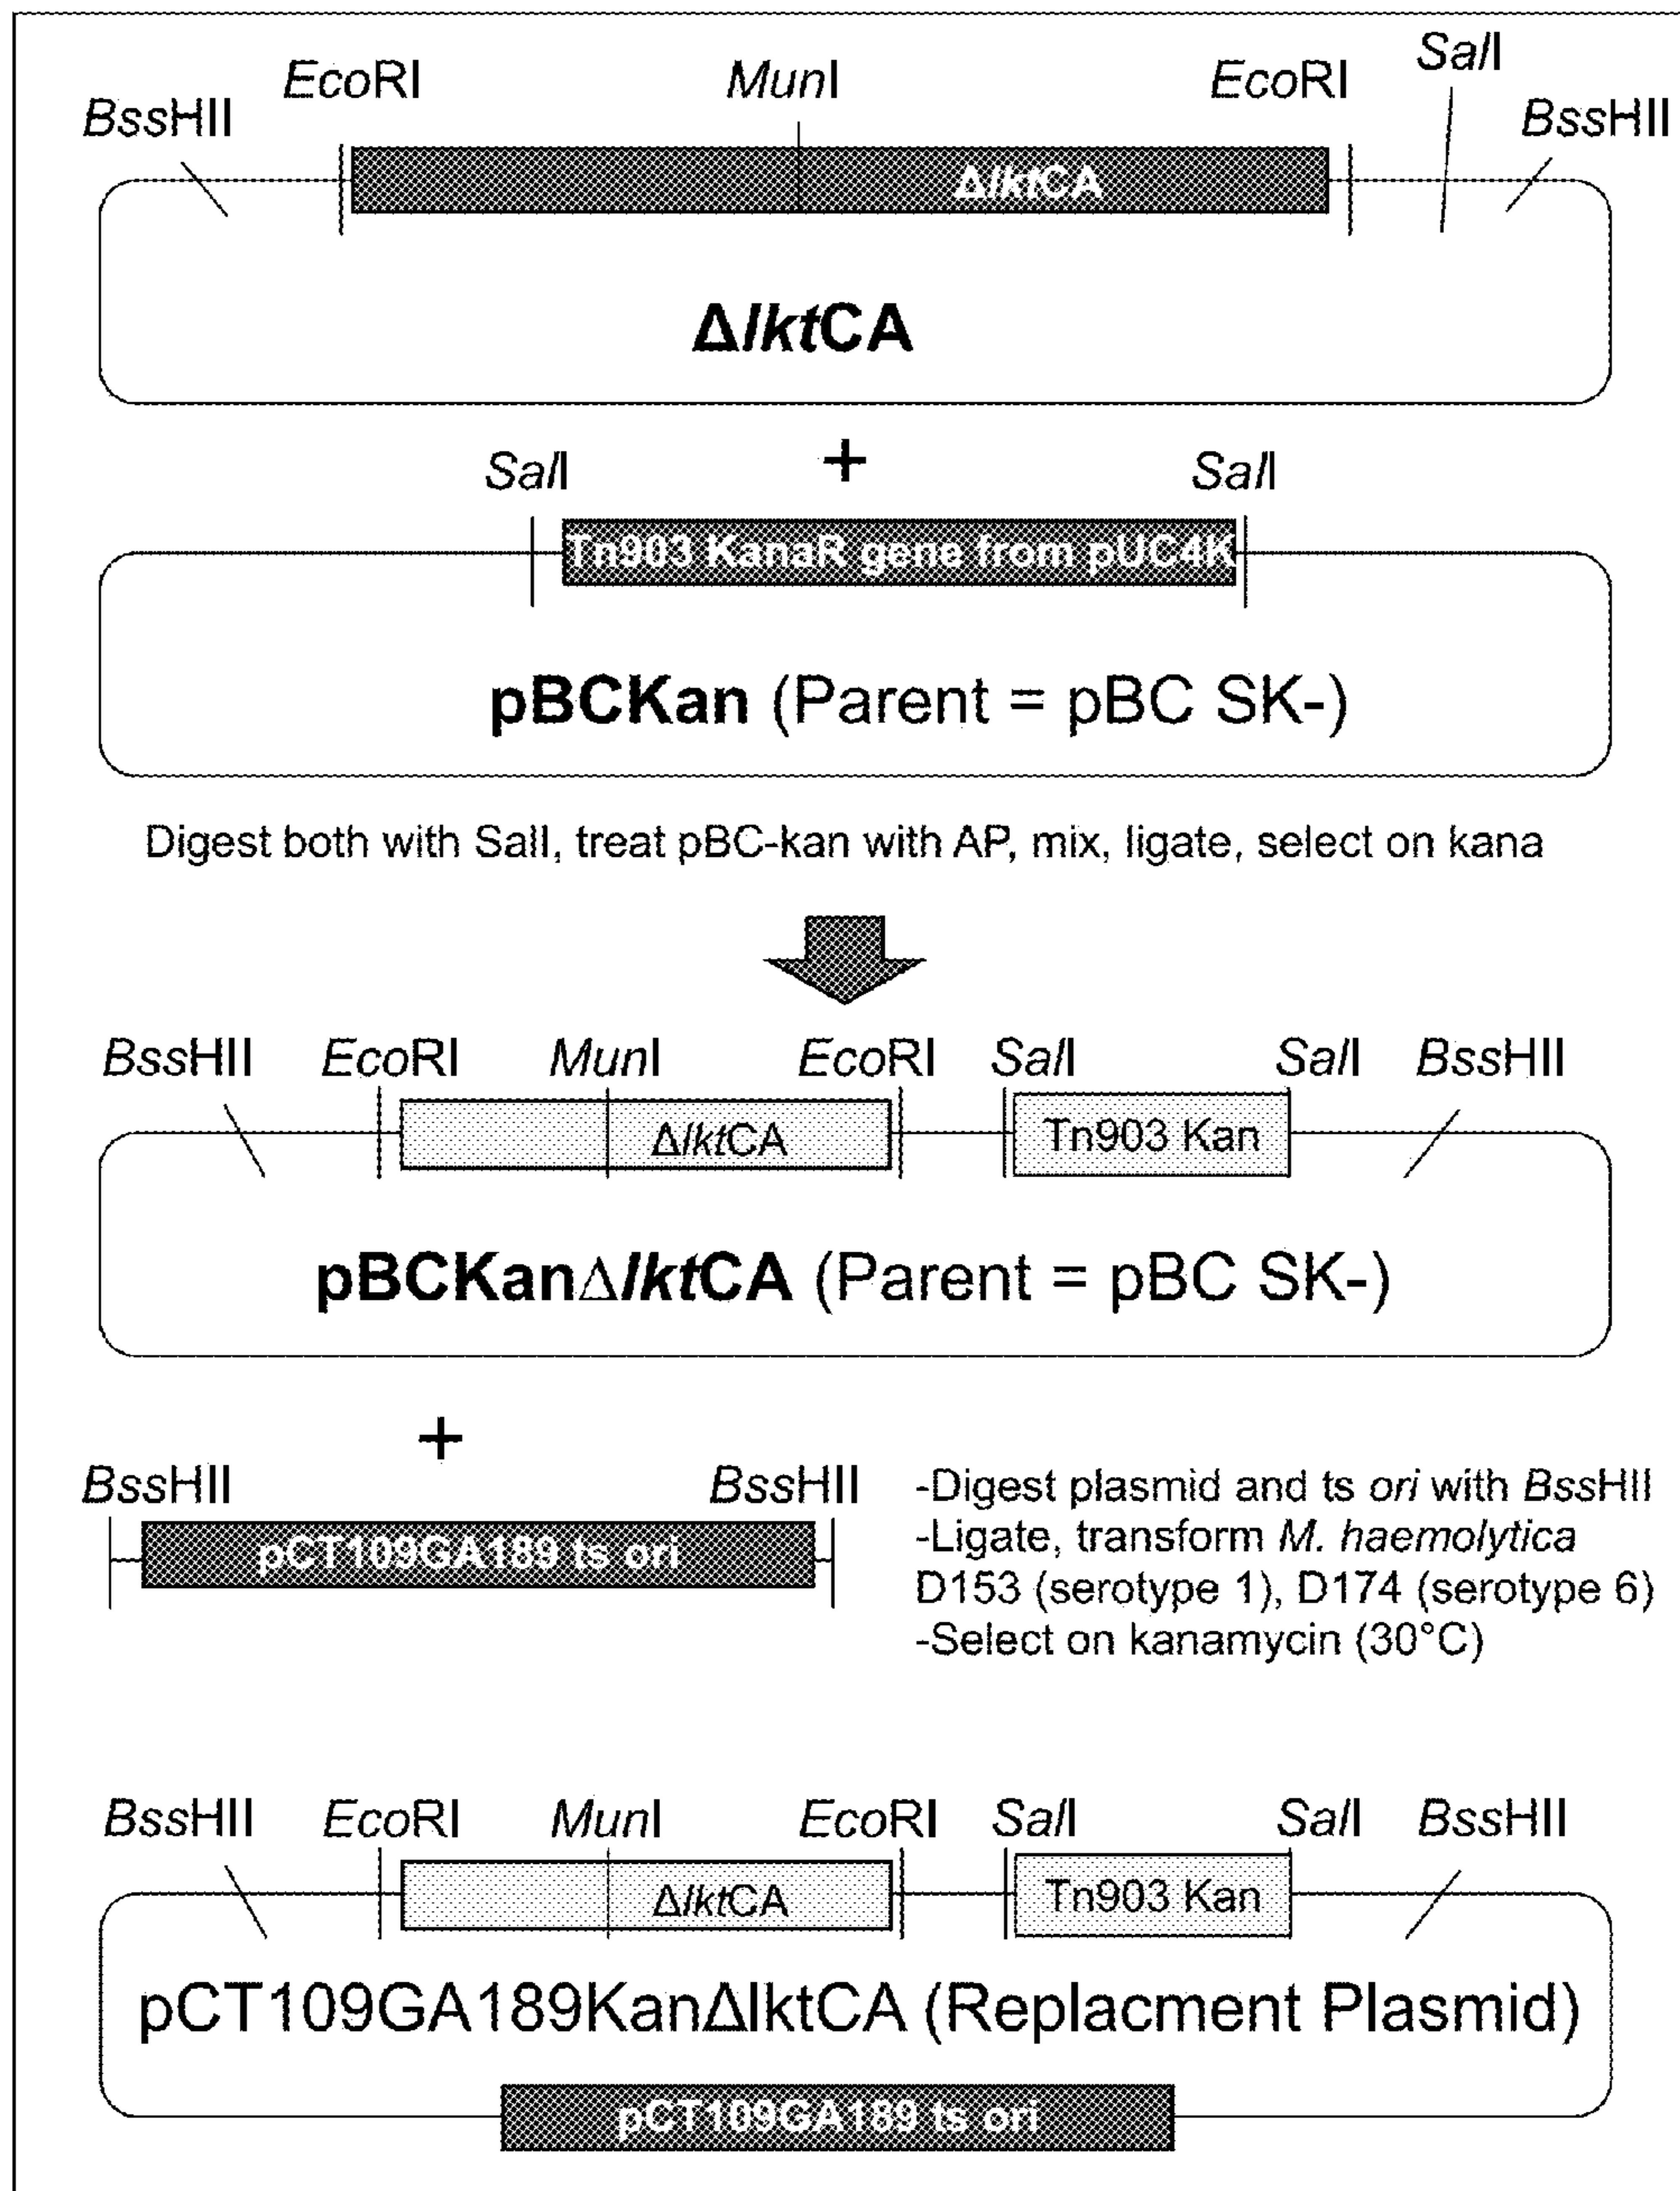 BssHII EcoRI MunI EcoRI SalI BssHII
ΔlktCA
ΔlktCA
+
SalI SalI
Tn903 KanaR gene from pUC4K
pBCKan (Parent = pBC SK-)
Digest both with SalI, treat pBC-kan with AP, mix, ligate, select on kana
BssHII EcoRI MunI EcoRI SalI SalI BssHII
ΔlktCA Tn903 Kan
pBCKanΔlktCA (Parent = pBC SK-)
+
BssHII BssHII
pCT109GA189 ts ori
-Digest plasmid and ts ori with BssHII
-Ligate, transform M. haemolytica
D153 (serotype 1), D174 (serotype 6)
-Select on kanamycin (30°C)
BssHII EcoRI MunI EcoRI SalI SalI BssHII
ΔlktCA Tn903 Kan
pCT109GA189KanΔlktCA (Replacment Plasmid)
pCT109GA189 ts ori